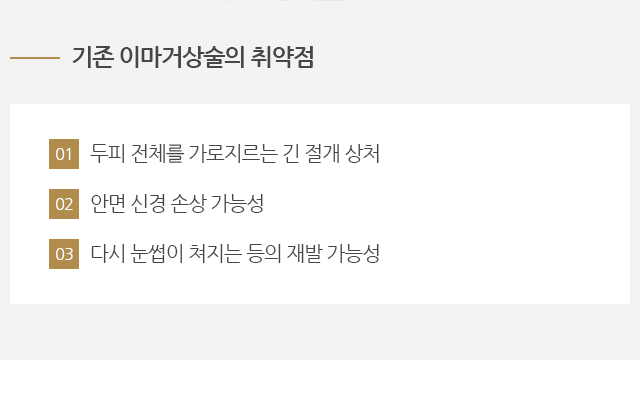 기존 이마거상술의 취약점
01 두피 전체를 가로지르는 긴 절개 상처
02 안면 신경 손상 가능성
03 다시 눈썹이 쳐지는 등의 재발 가능성